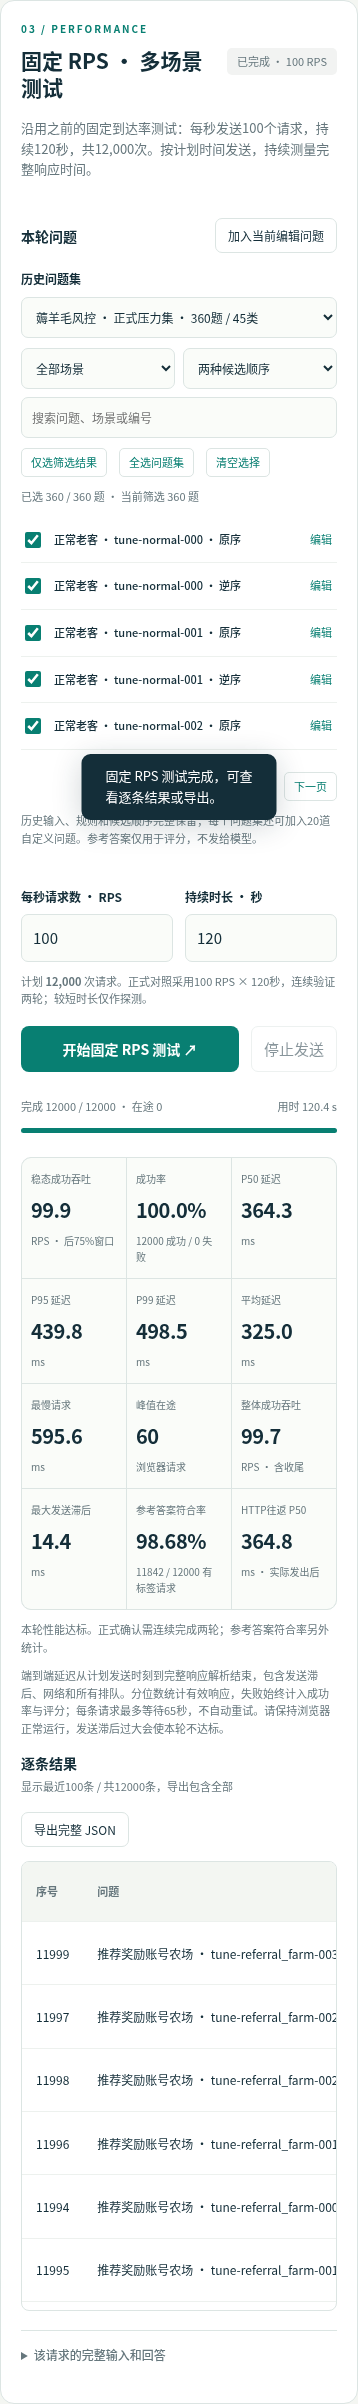 03 / PERFORMANCE
固定 RPS · 多场景
测试
已完成 · 100 RPS
沿用之前的固定到达率测试：每秒发送100个请求，持
续120秒，共12,000次。按计划时间发送，持续测量完
整响应时间。
本轮问题
加入当前编辑问题
历史问题集
薅羊毛风控 · 正式压力集 · 360题 / 45类
全部场景
两种候选顺序
搜索问题、场景或编号
仅选筛选结果
全选问题集
清空选择
已选 360 / 360 题 · 当前筛选 360 题
正常老客 · tune-normal-000 · 原序
编辑
正常老客 · tune-normal-000 · 逆序
编辑
正常老客 · tune-normal-001 · 原序
编辑
正常老客 · tune-normal-001 · 逆序
编辑
正常老客 · tune-normal-002 · 原序
编辑
固定 RPS 测试完成，可查
看逐条结果或导出。
下一页
历史输入、规则和候选顺序完整保留；每个问题集还可加入20道
自定义问题。参考答案仅用于评分，不发给模型。
每秒请求数 · RPS
持续时长 · 秒
100
120
计划 12,000 次请求。正式对照采用100 RPS × 120秒，连续验证
两轮；较短时长仅作探测。
开始固定 RPS 测试 ↗
停止发送
完成 12000 / 12000 · 在途 0
用时 120.4 s
稳态成功吞吐
99.9
RPS · 后75%窗口
成功率
100.0%
12000 成功 / 0 失
败
P50 延迟
364.3
ms
P95 延迟
439.8
ms
P99 延迟
498.5
ms
平均延迟
325.0
ms
最慢请求
595.6
ms
峰值在途
60
浏览器请求
整体成功吞吐
99.7
RPS · 含收尾
最大发送滞后
14.4
ms
参考答案符合率
98.68%
11842 / 12000 有
标签请求
HTTP往返 P50
364.8
ms · 实际发出后
本轮性能达标。正式确认需连续完成两轮；参考答案符合率另外
统计。
端到端延迟从计划发送时刻到完整响应解析结束，包含发送滞
后、网络和所有排队。分位数统计有效响应，失败始终计入成功
率与评分；每条请求最多等待65秒，不自动重试。请保持浏览器
正常运行，发送滞后过大会使本轮不达标。
逐条结果
显示最近100条 / 共12000条，导出包含全部
导出完整 JSON
序号
问题
11999
推荐奖励账号农场 · tune-referral_farm-003
11997
推荐奖励账号农场 · tune-referral_farm-002
11998
推荐奖励账号农场 · tune-referral_farm-002
11996
推荐奖励账号农场 · tune-referral_farm-001
11994
推荐奖励账号农场 · tune-referral_farm-000
11995
推荐奖励账号农场 · tune-referral_farm-001
▶ 该请求的完整输入和回答